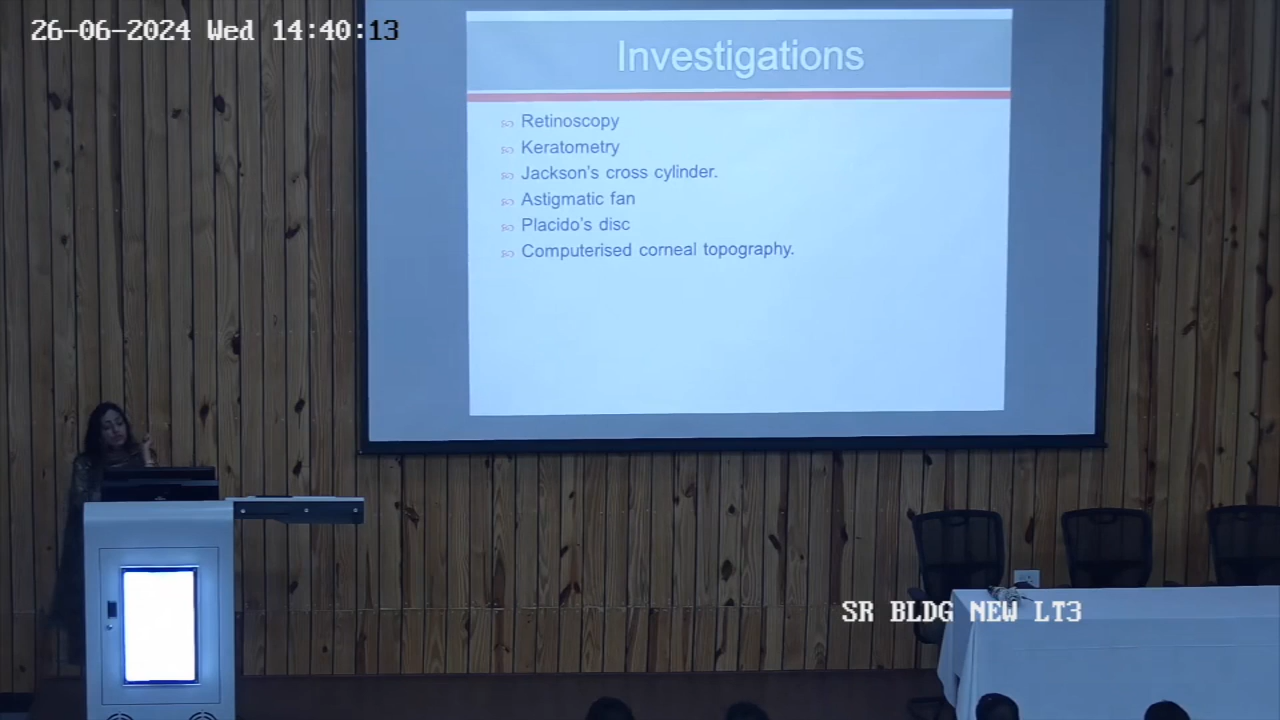 26-06-2024 Wed 14:40:13
Investigations
Retinoscopy
Keratometry
Jackson's cross cylinder.
Astigmatic fan
Placido's disc
Computerised corneal topography.
SR BLDG NEW LT3